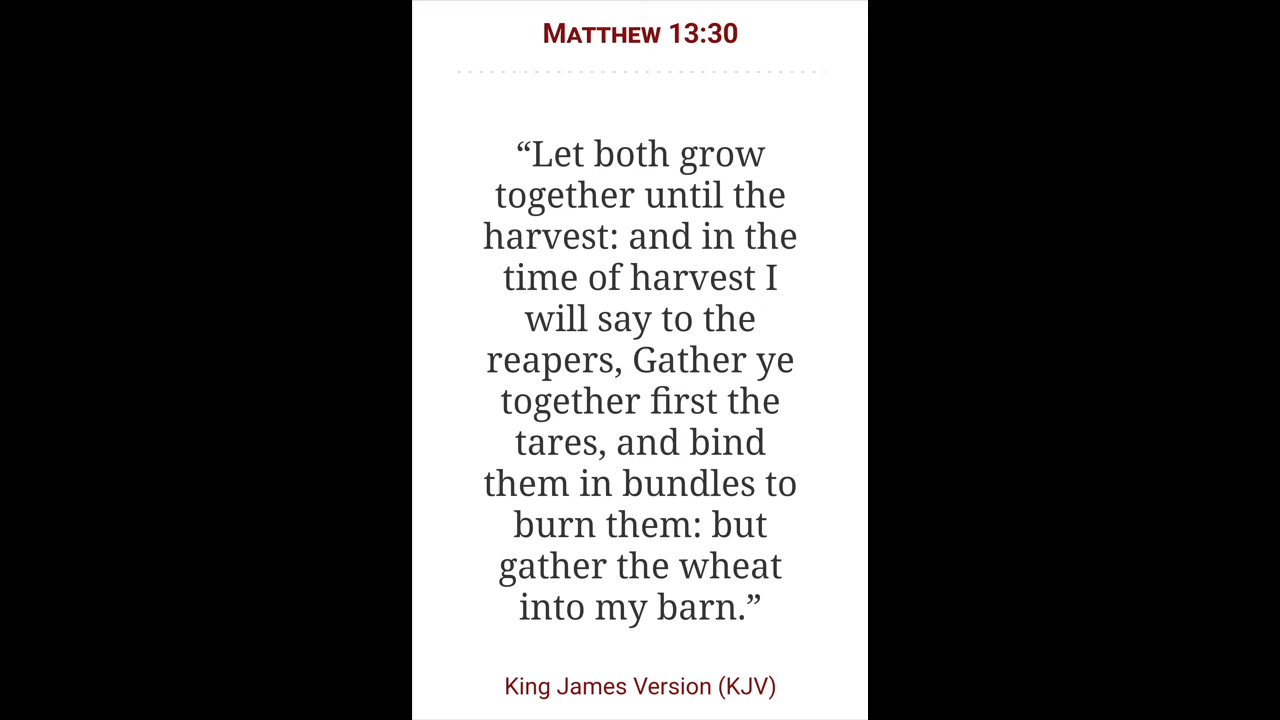 Matthew 13:30
“Let both grow
together until the
harvest: and in the
time of harvest I
will say to the
reapers, Gather ye
together first the
tares, and bind
them in bundles to
burn them: but
gather the wheat
into my barn.”
King James Version (KJV)